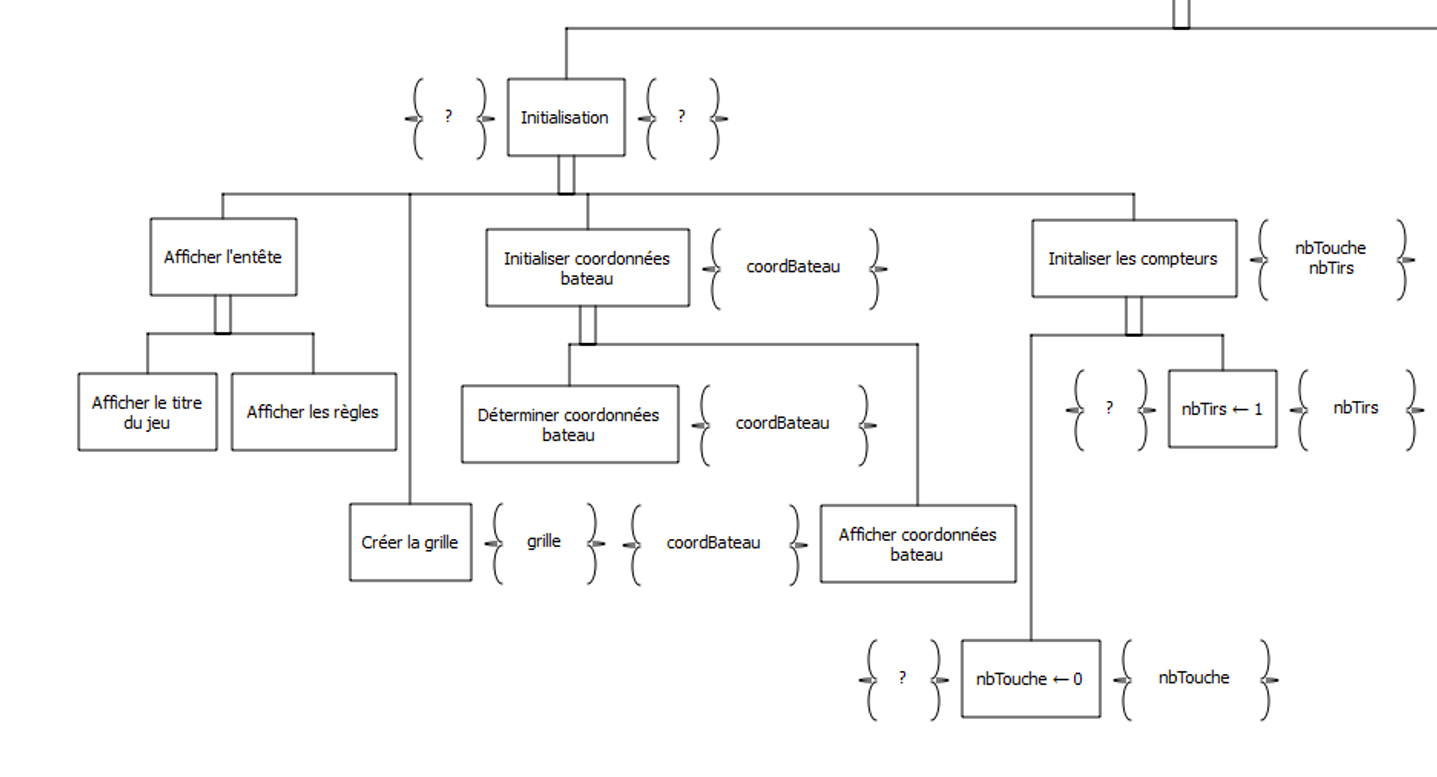 ?
Initialisation
?
Afficher l'entête
Initialiser coordonnées
bateau
coordBateau
Initaliser les compteurs
nbTouche
nbTirs
Afficher le titre
du jeu
Afficher les règles
Déterminer coordonnées
bateau
coordBateau
?
nbTirs ← 1
nbTirs
Créer la grille
grille
coordBateau
Afficher coordonnées
bateau
?
nbTouche ← 0
nbTouche